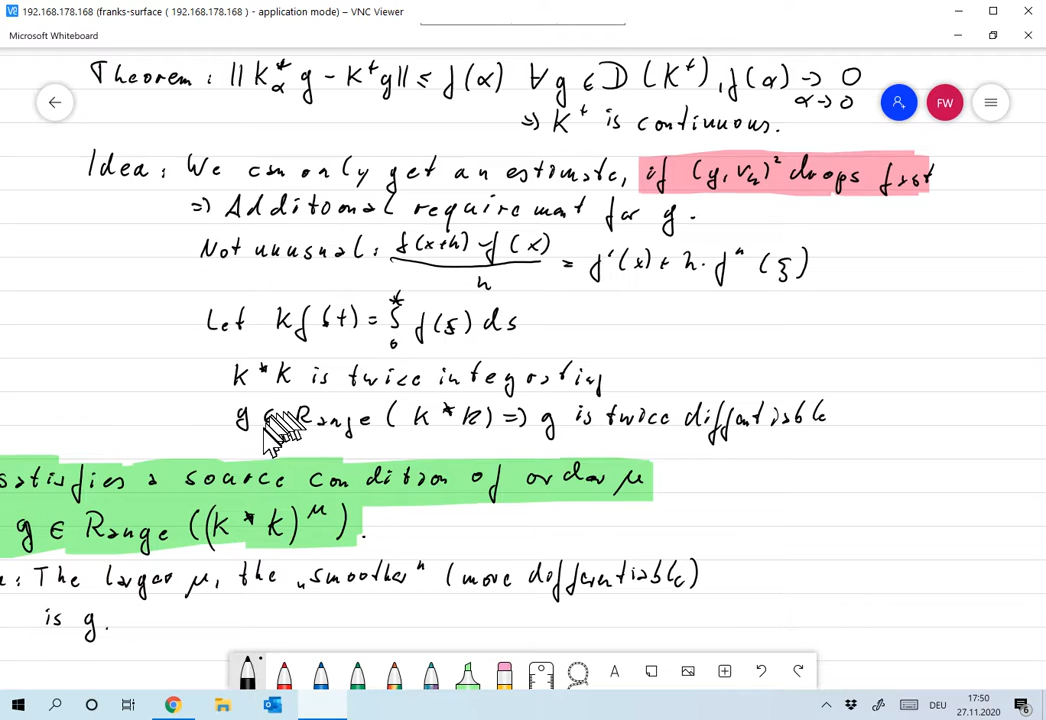 192.168.178.168 (franks-surface ( 192.168.178.168 ) - application mode) – VNC Viewer
Microsoft Whiteboard
Theorem: ||K_α^+ g - K^+ g|| ≤ f(α) ∀ g ∈ D(K^+), f(α) → 0
α→0
⇒ K^+ is continuous.
FW
Idea: We can only get an estimate, if (g, v_k)² drops fast
⇒ Additional requirement for g.
Not unusual: (f(x+h) - f(x)) / h = f'(x) + h · f''(ξ)
Let Kf(t) = ∫_0^t f(s) ds
K*K is twice integrating
g ∈ Range (K*K) ⇒ g is twice diffantiable
satisfies a source condition of order μ
g ∈ Range ((K*K)^μ).
: The larger μ, the "smoother" (more differentiable)
is g.
A
DEU
17:50
27.11.2020
6